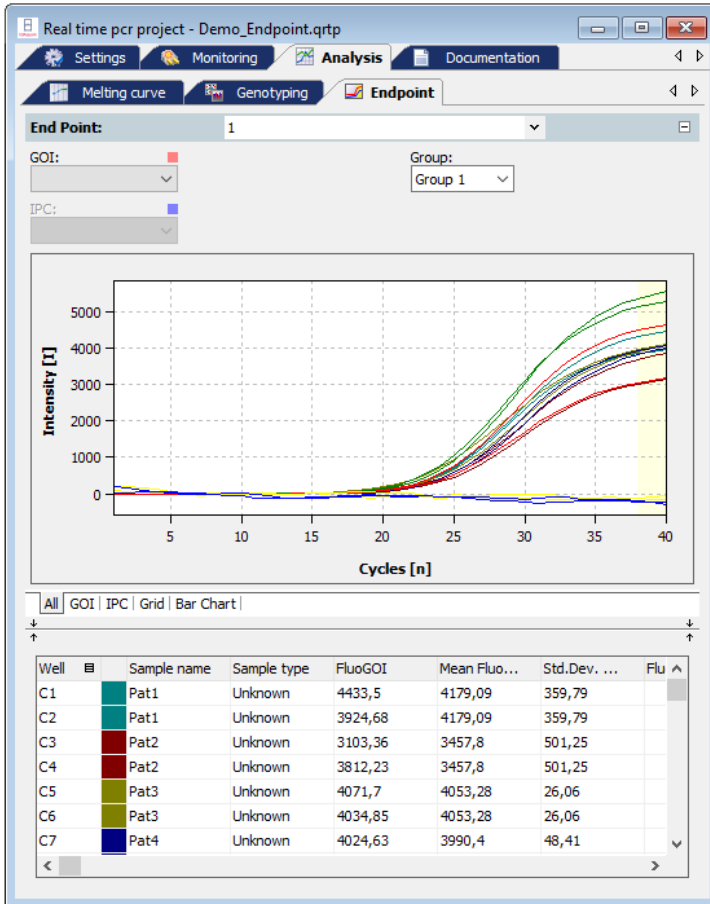 Real time pcr project - Demo_Endpoint.qrtp
Settings Monitoring Analysis Documentation
Melting curve Genotyping Endpoint
End Point: 1
GOI: Group:
Group 1
IPC:
Intensity [I]
5000
4000
3000
2000
1000
0
5 10 15 20 25 30 35 40
Cycles [n]
All GOI IPC Grid Bar Chart
Well Sample name Sample type FluoGOI Mean Fluo... Std.Dev. ... Flu
C1 Pat1 Unknown 4433,5 4179,09 359,79
C2 Pat1 Unknown 3924,68 4179,09 359,79
C3 Pat2 Unknown 3103,36 3457,8 501,25
C4 Pat2 Unknown 3812,23 3457,8 501,25
C5 Pat3 Unknown 4071,7 4053,28 26,06
C6 Pat3 Unknown 4034,85 4053,28 26,06
C7 Pat4 Unknown 4024,63 3990,4 48,41